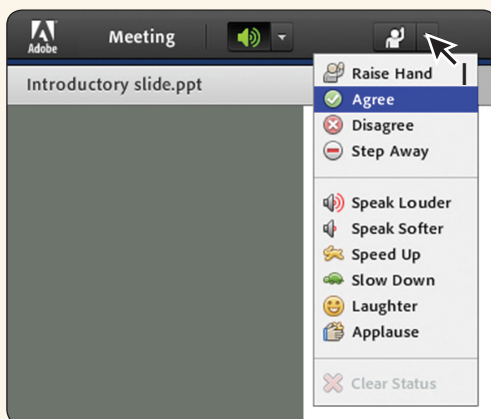 Adobe
Meeting
Introductory slide.ppt
Raise Hand
Agree
Disagree
Step Away
Speak Louder
Speak Softer
Speed Up
Slow Down
Laughter
Applause
Clear Status